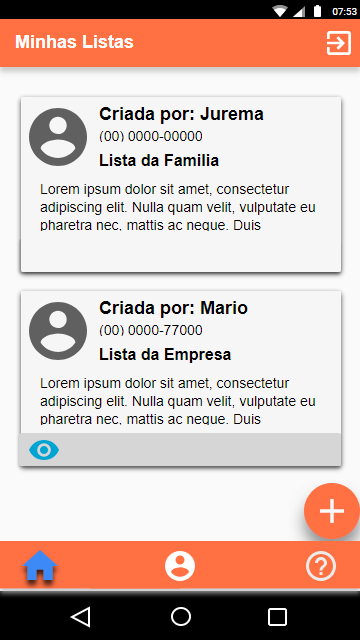 07:53
Minhas Listas
Criada por: Jurema
(00) 0000-00000
Lista da Familia
Lorem ipsum dolor sit amet, consectetur
adipiscing elit. Nulla quam velit, vulputate eu
pharetra nec, mattis ac neque. Duis
Criada por: Mario
(00) 0000-77000
Lista da Empresa
Lorem ipsum dolor sit amet, consectetur
adipiscing elit. Nulla quam velit, vulputate eu
pharetra nec, mattis ac neque. Duis